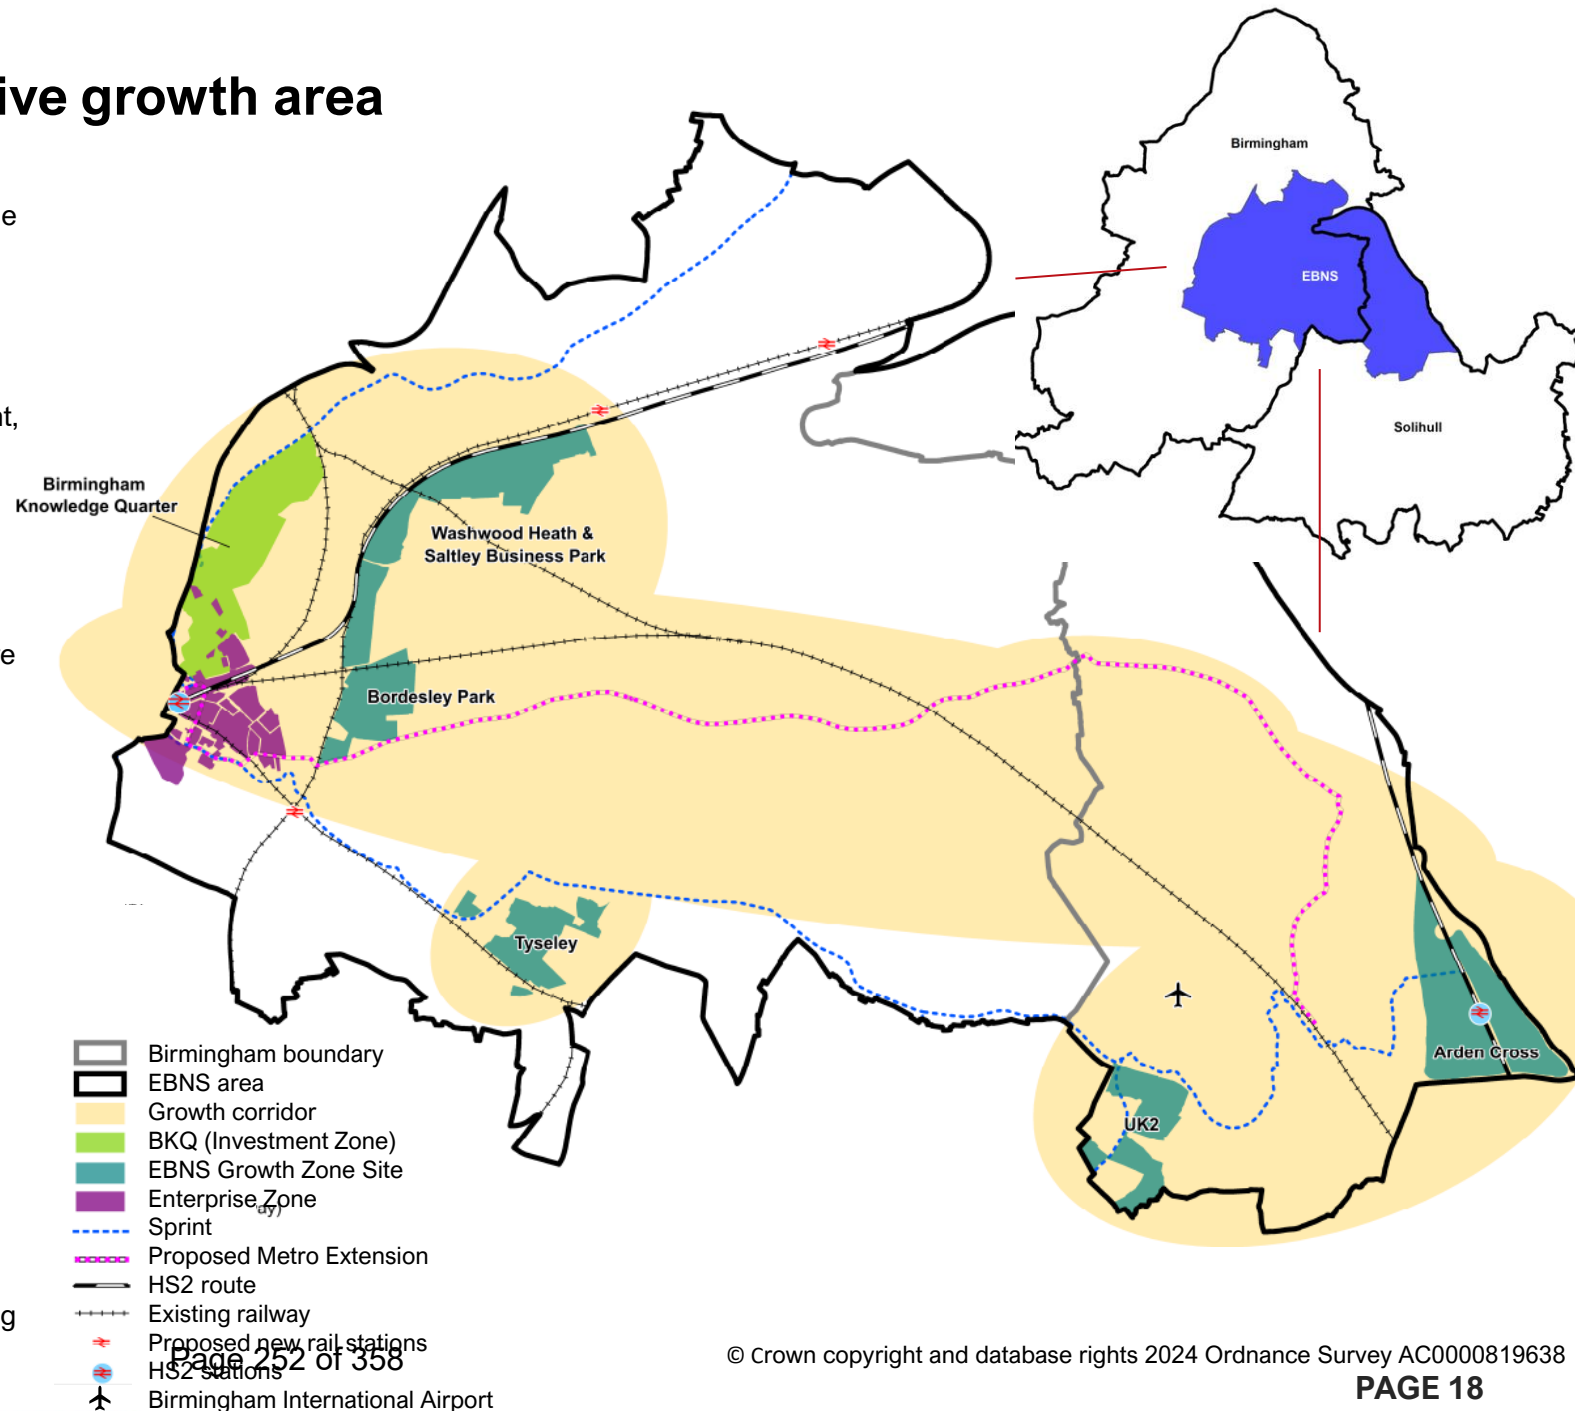 ive growth area
e
t,
e
g
Birmingham
EBNS
Solihull
Birmingham
Knowledge Quarter
Washwood Heath &
Saltley Business Park
Bordesley Park
Tyseley
UK2
Arden Cross
Birmingham boundary
EBNS area
Growth corridor
BKQ (Investment Zone)
EBNS Growth Zone Site
Enterprise Zone
ay)
Sprint
Proposed Metro Extension
HS2 route
Existing railway
Proposed new rail stations
HS2 stations
Birmingham International Airport
Page 252 of 358
© Crown copyright and database rights 2024 Ordnance Survey AC0000819638
PAGE 18